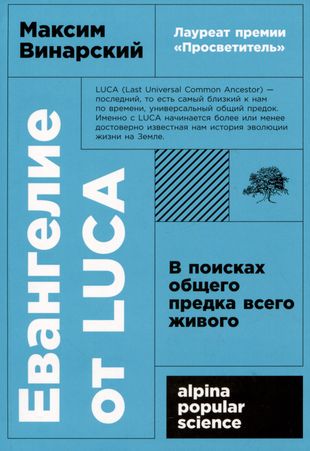 Максим
Винарский
Лауреат премии
«Просветитель»
LUCA (Last Universal Common Ancestor) —
последний, то есть самый близкий к нам
по времени, универсальный общий предок.
Именно с LUCA начинается более или менее
достоверно известная нам история эволюции
жизни на Земле.
Евангелие
от LUCA
В поисках
общего
предка всего
живого
alpina
popular
science